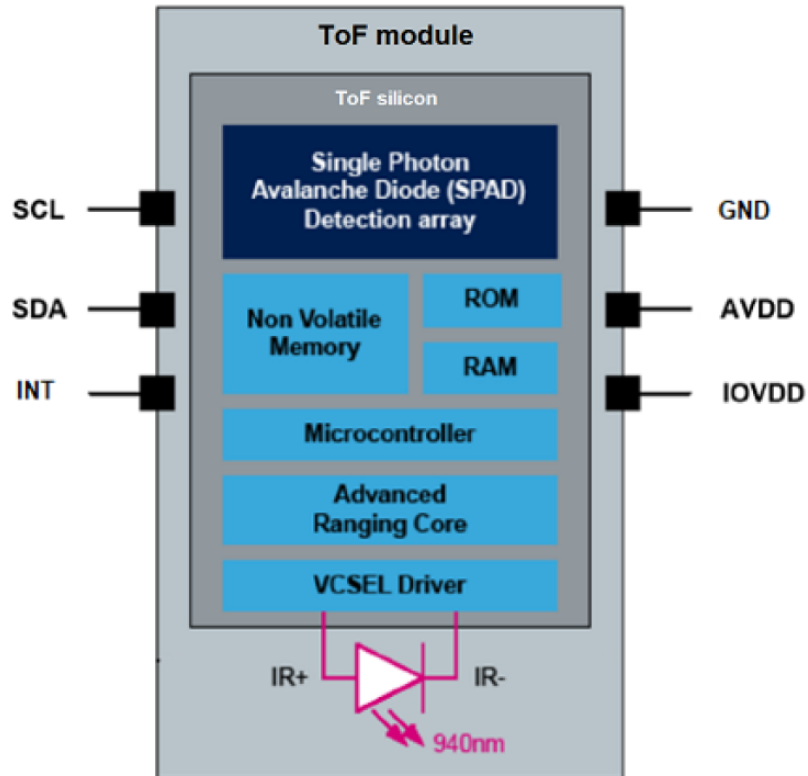 ToF module
ToF silicon
Single Photon
Avalanche Diode (SPAD)
Detection array
SCL
GND
SDA
AVDD
INT
IOVDD
Non Volatile
Memory
ROM
RAM
Microcontroller
Advanced
Ranging Core
VCSEL Driver
IR+
IR-
940nm